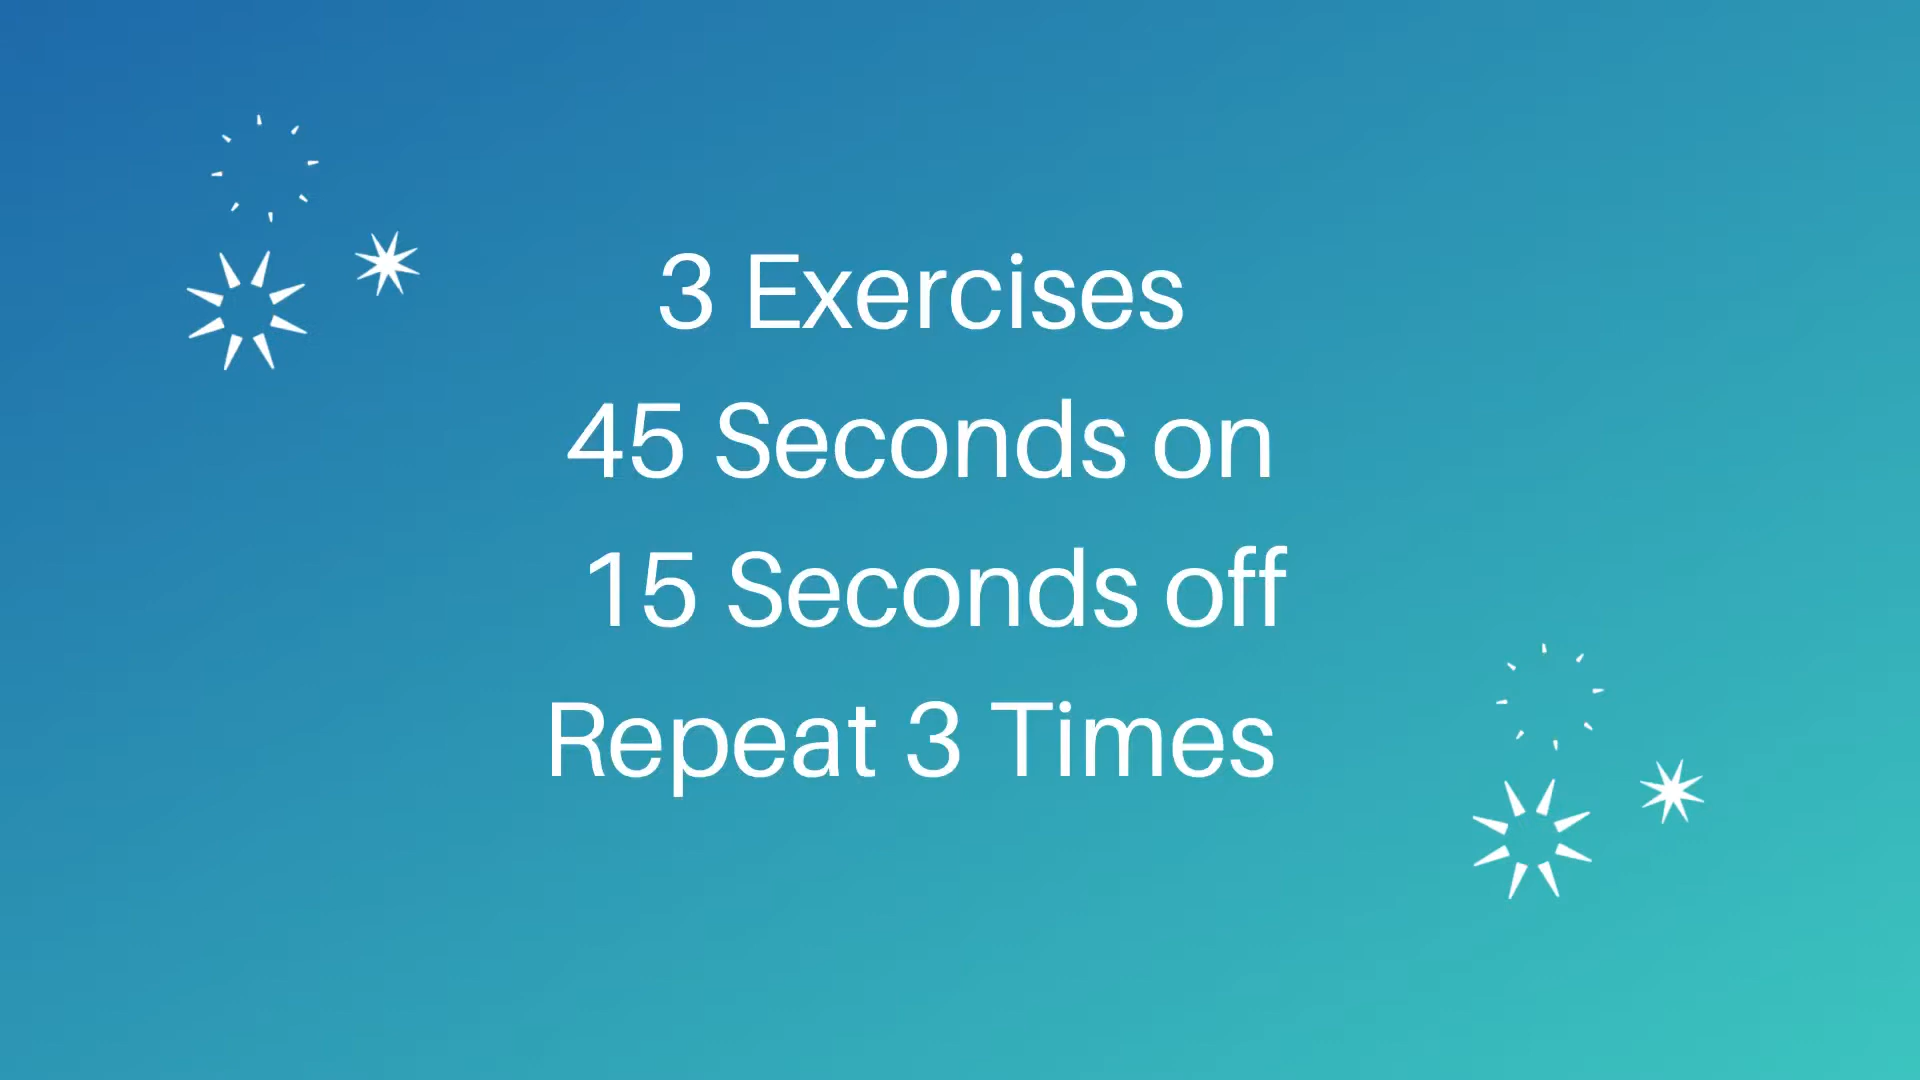 3 Exercises
45 Seconds on
15 Seconds off
Repeat 3 Times